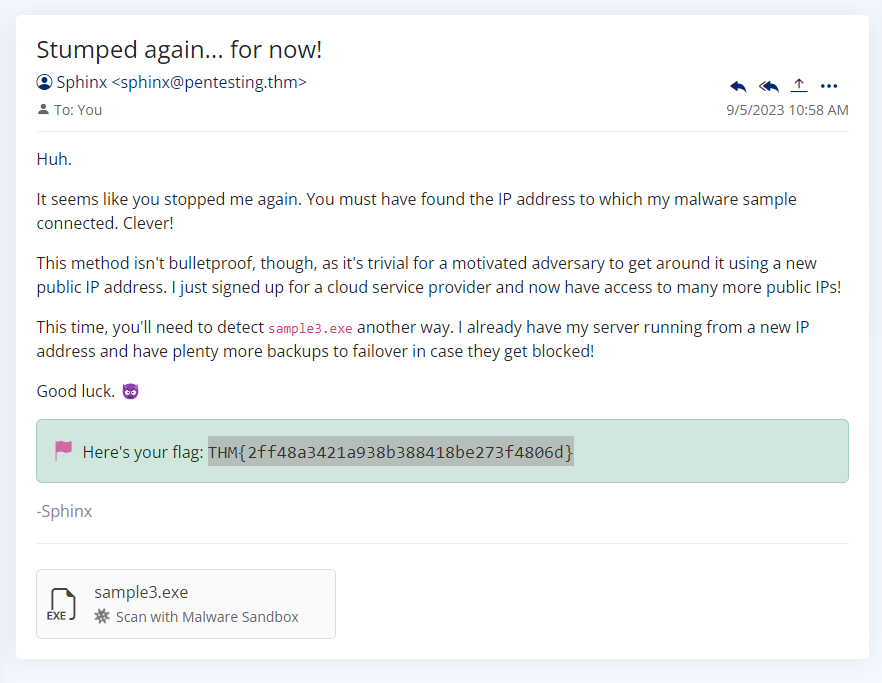 Stumped again... for now!
Sphinx <sphinx@pentesting.thm>
To: You
9/5/2023 10:58 AM
Huh.
It seems like you stopped me again. You must have found the IP address to which my malware sample
connected. Clever!
This method isn't bulletproof, though, as it's trivial for a motivated adversary to get around it using a new
public IP address. I just signed up for a cloud service provider and now have access to many more public IPs!
This time, you'll need to detect sample3.exe another way. I already have my server running from a new IP
address and have plenty more backups to failover in case they get blocked!
Good luck. 😈
Here's your flag: THM{2ff48a3421a938b388418be273f4806d}
-Sphinx
sample3.exe
EXE
Scan with Malware Sandbox